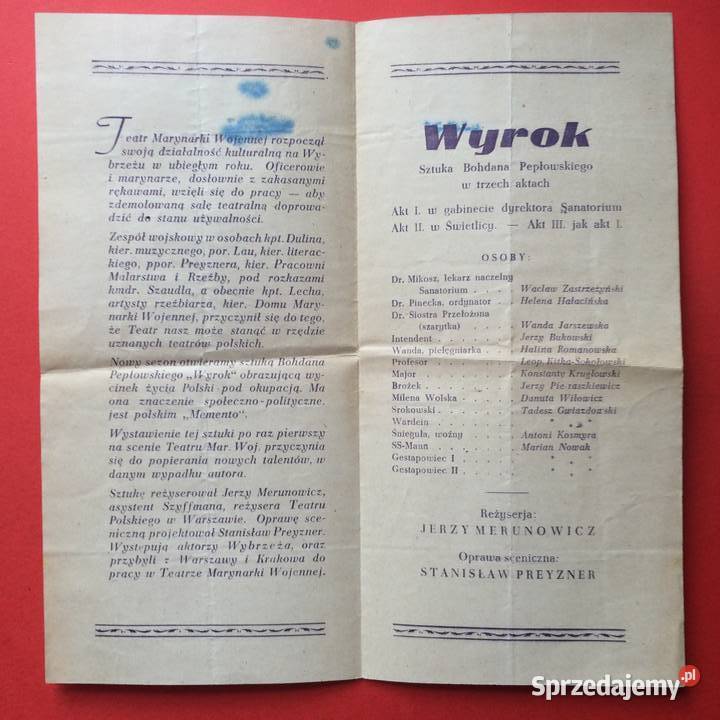 Teatr Marynarki Wojennej rozpoczął
swoją działalność kulturalną na Wy-
brzeżu w ubiegłym roku. Oficerowie
i marynarze, dosłownie z zakasanymi
rękawami, wzięli się do pracy — aby
zdemolowaną salę teatralną doprowa-
dzić do stanu używalności.
Zespół wojskowy w osobach kpt. Dulina,
kier. muzycznego, por. Lau, kier. literac-
kiego, ppor. Preyznera, kier. Pracowni
Malarstwa i Rzeźby, pod rozkazami
kmdr. Szaudla, a obecnie kpt. Lecha,
artysty rzeźbiarza, kier. Domu Mary-
narki Wojennej, przyczynił się do tego,
że Teatr nasz może stanąć w rzędzie
uznanych teatrów polskich.
Nowy sezon otwieramy sztuką Bohdana
Pepłowskiego „Wyrok" obrazującą wy-
cinek życia Polski pod okupacją. Ma
ona znaczenie społeczno-polityczne,
jest polskim „Memento".
Wystawienie tej sztuki po raz pierwszy
na scenie Teatru Mar. Woj. przyczynia
się do popierania nowych talentów, w
danym wypadku autora.
Sztukę reżyserował Jerzy Merunowicz,
asystent Szyffmana, reżysera Teatru
Polskiego w Warszawie. Oprawę sce-
niczną projektował Stanisław Preyzner.
Występują aktorzy Wybrzeża, oraz
przybyli z Warszawy i Krakowa do
pracy w Teatrze Marynarki Wojennej.
Wyrok
Sztuka Bohdana Pepłowskiego
w trzech aktach
Akt I. w gabinecie dyrektora Sanatorium
Akt II. w Świetlicy. — Akt III. jak akt I.
OSOBY:
Dr. Mikosz, lekarz naczelny
Sanatorium . . . . . Wacław Zastrzeżyński
Dr. Pinecka, ordynator . . Helena Hałacińska
Dr. Siostra Przełożona
(szarytka) . . . . . Wanda Jarszewska
Intendent . . . . . Jerzy Bukowski
Wanda, pielęgniarka . . . Halina Romanowska
Profesor . . . . . Leop. Kitka-Sokołowski
Major . . . . . Konstanty Krugłowski
Brożek . . . . . Jerzy Pie-raszkiewicz
Milena Wolska . . . . Danuta Wiłowicz
Srokowski . . . . . Tadesz Gwiazdowski
Wardein . . . . . " "
Śnieguła, woźny . . . . Antoni Kosmyra
SS-Mann . . . . . Marian Nowak
Gestapowiec I . . . . " "
Gestapowiec II . . . . " "
Reżyserja:
JERZY MERUNOWICZ
Oprawa sceniczna:
STANISŁAW PREYZNER
Sprzedajemy.pl